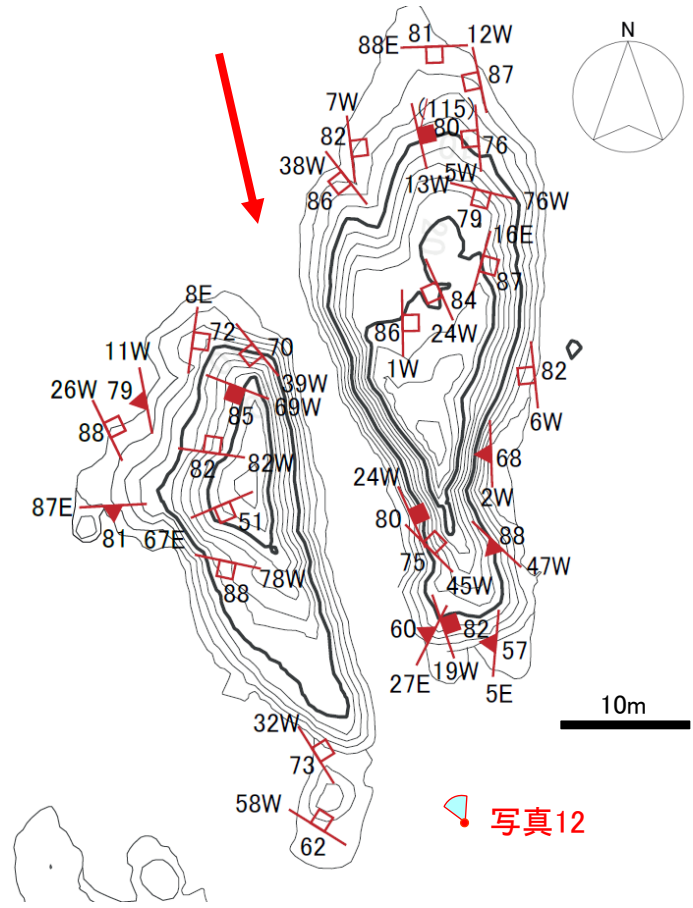 N
81
12W
88E
87
7W
(115)
82
80
76
38W
5W
13W
86
76W
79
16E
87
84
86
24W
1W
8E
72
70
11W
39W
82
26W
79
69W
85
6W
88
82
82W
68
24W
2W
87E
51
80
88
81
67E
75
47W
78W
45W
88
60
82
57
19W
27E
5E
10m
32W
73
58W
写真12
62